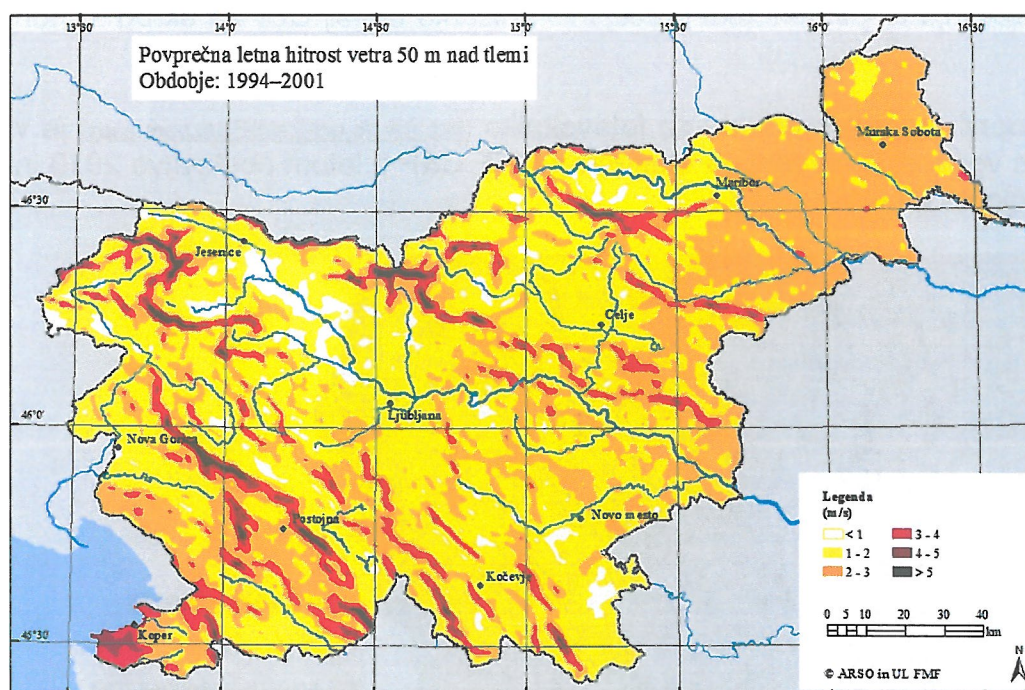 13°30'
14°00'
14°30'
15°00'
15°30'
16°00'
16°30'
Povprečna letna hitrost vetra 50 m nad tlemi
Obdobje: 1994–2001
Murska Sobota
Maribor
46°30'
Jesenice
Celje
Ljubljana
46°0'
Nova Gorica
Novo mesto
Postojna
Kočevje
Koper
45°30'
Legenda
(m/s)
< 1
1 - 2
2 - 3
3 - 4
4 - 5
> 5
0 5 10 20 30 40
km
N
© ARSO in UL FMF